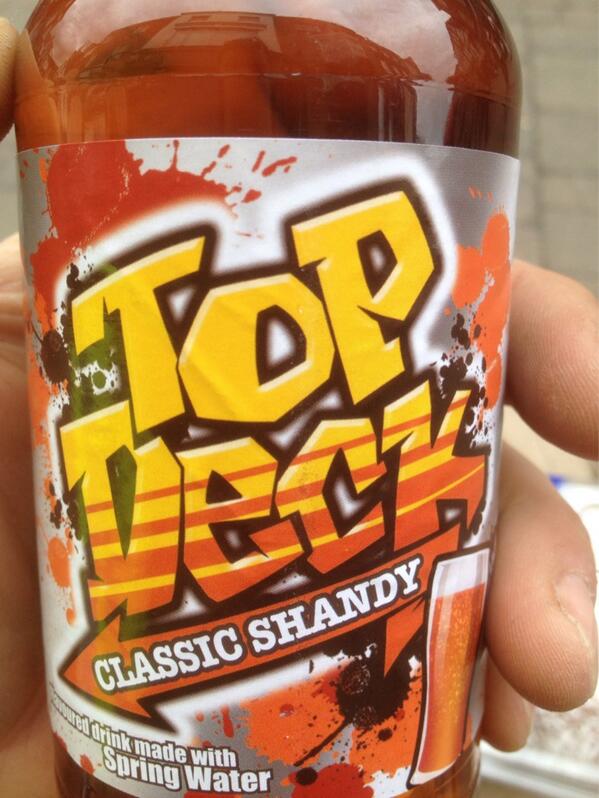 TOP
DECK
CLASSIC SHANDY
drink made with
Spring Water